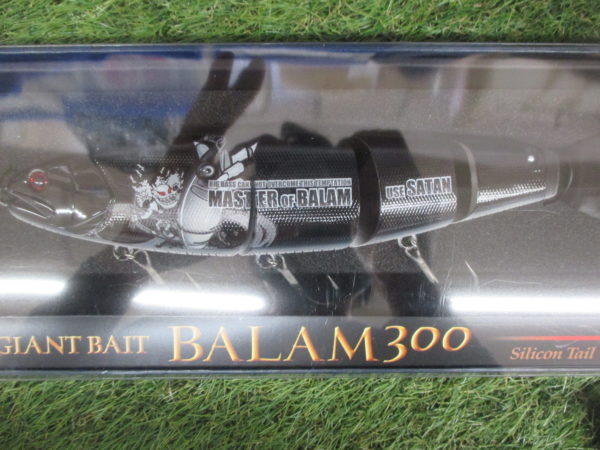 BIG BASS CAN NOT OVERCOME THIS TEMPTATION
MASTER OF BALAM
USE SATAN
GIANT BAIT BALAM300
Silicon Tail